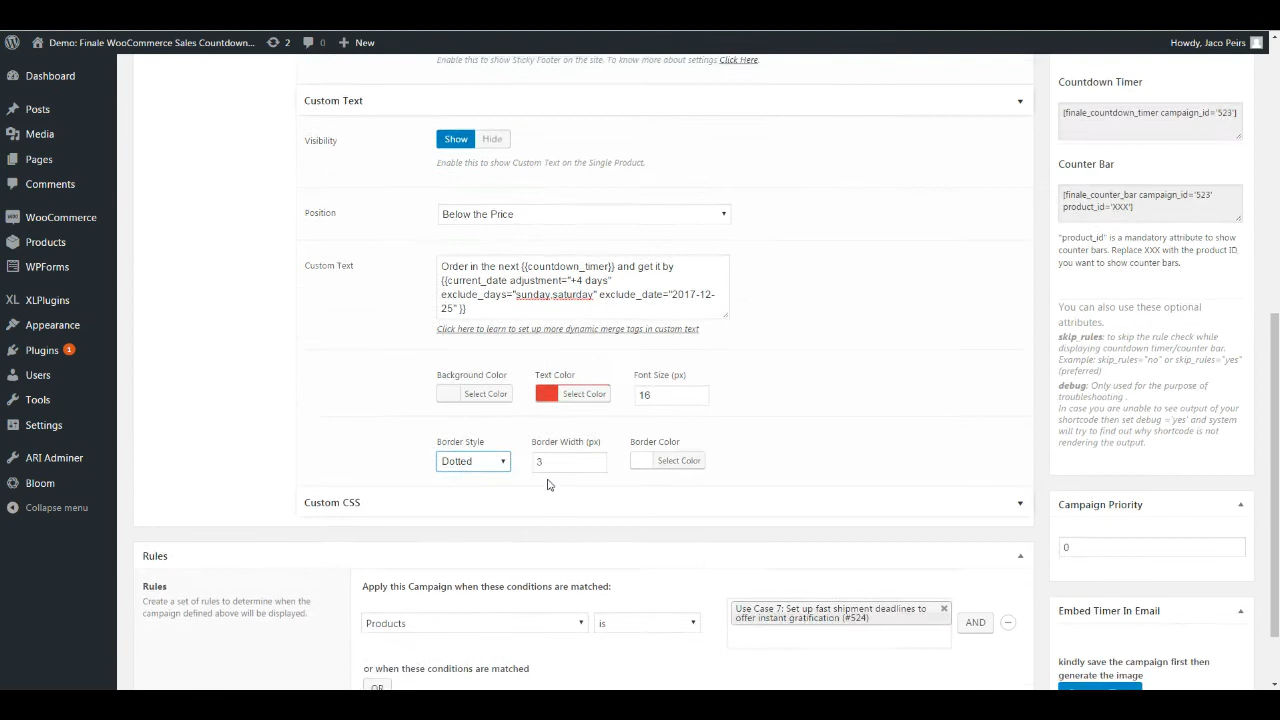 Demo: Finale WooCommerce Sales Countdown...
2
0
New
Howdy, Jaco Peirs
Dashboard
Posts
Media
Pages
Comments
WooCommerce
Products
WPForms
XLPlugins
Appearance
Plugins 1
Users
Tools
Settings
ARI Adminer
Bloom
Collapse menu
Enable this to show Sticky Footer on the site. To know more about settings Click Here.
Custom Text
Visibility
Show Hide
Enable this to show Custom Text on the Single Product.
Position
Below the Price
Custom Text
Order in the next {{countdown_timer}} and get it by
{{current_date adjustment="+4 days"
exclude_days="sunday,saturday" exclude_date="2017-12-
25" }}
Click here to learn to set up more dynamic merge tags in custom text
Background Color Text Color Font Size (px)
Select Color Select Color 16
Border Style Border Width (px) Border Color
Dotted 3 Select Color
Custom CSS
Rules
Rules
Create a set of rules to determine when the
campaign defined above will be displayed.
Apply this Campaign when these conditions are matched:
Products is
Use Case 7: Set up fast shipment deadlines to
offer instant gratification (#524)
AND
or when these conditions are matched
OR
Countdown Timer
[finale_countdown_timer campaign_id='523']
Counter Bar
[finale_counter_bar campaign_id='523'
product_id='XXX']
"product_id" is a mandatory attribute to show
counter bars. Replace XXX with the product ID,
you want to show counter bars.
You can also use these optional
attributes.
skip_rules: to skip the rule check while
displaying countdown timer/counter bar.
Example: skip_rules="no" or skip_rules="yes"
(preferred)
debug: Only used for the purpose of
troubleshooting .
In case you are unable to see output of your
shortcode then set debug ='yes' and system
will try to find out why shortcode is not
rendering the output.
Campaign Priority
0
Embed Timer In Email
kindly save the campaign first then
generate the image